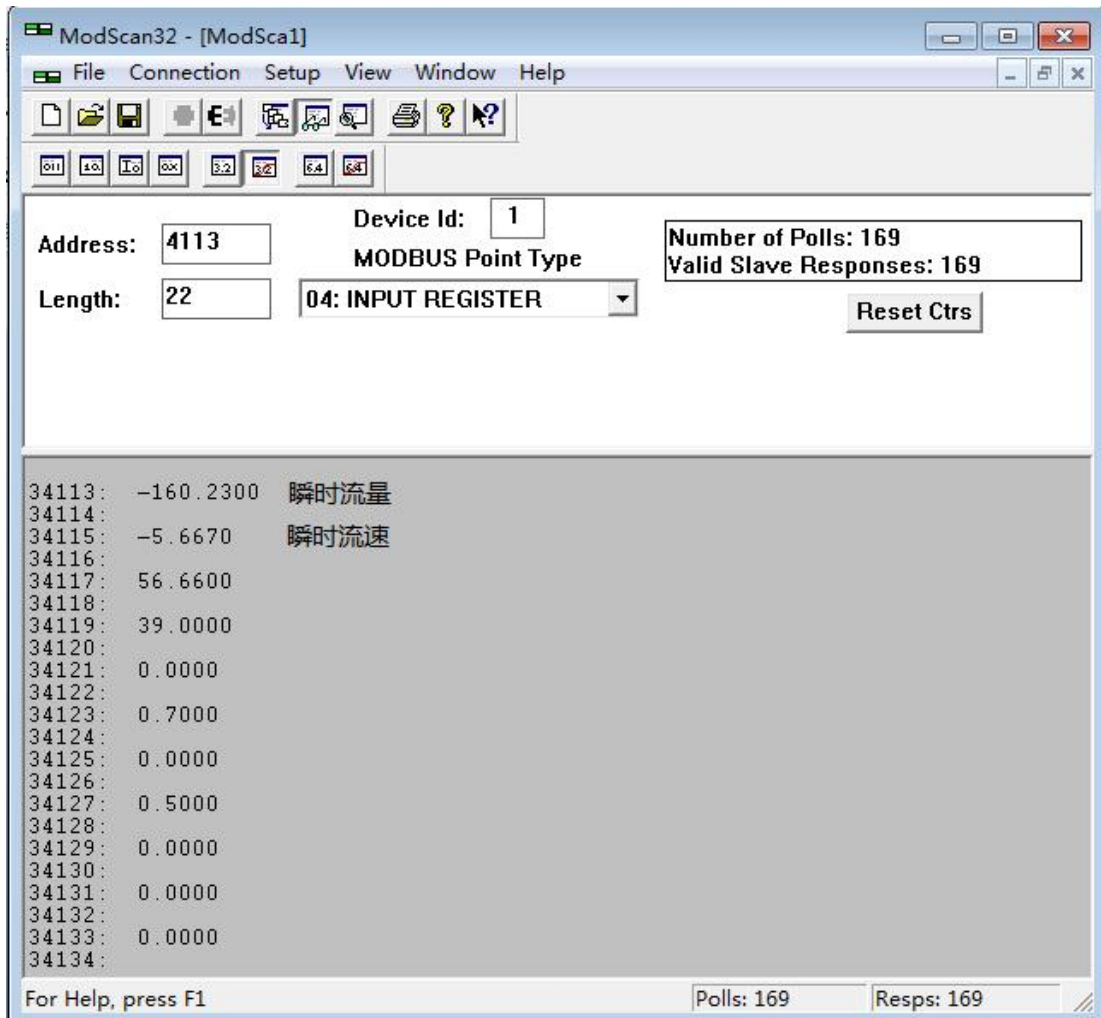 ModScan32 - [ModSca1]
File Connection Setup View Window Help
Address: 4113
Device Id: 1
MODBUS Point Type
Length: 22
04: INPUT REGISTER
Number of Polls: 169
Valid Slave Responses: 169
Reset Ctrs
34113: -160.2300 瞬时流量
34114:
34115: -5.6670 瞬时流速
34116:
34117: 56.6600
34118:
34119: 39.0000
34120:
34121: 0.0000
34122:
34123: 0.7000
34124:
34125: 0.0000
34126:
34127: 0.5000
34128:
34129: 0.0000
34130:
34131: 0.0000
34132:
34133: 0.0000
34134:
For Help, press F1
Polls: 169
Resps: 169